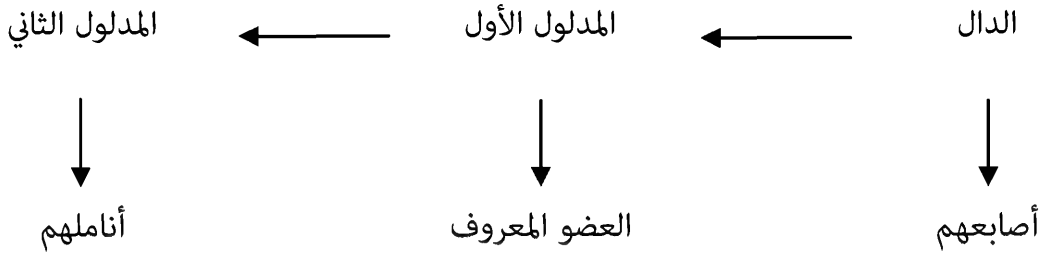 الدال المدلول الأول المدلول الثاني
أصابعهم العضو المعروف أناملهم